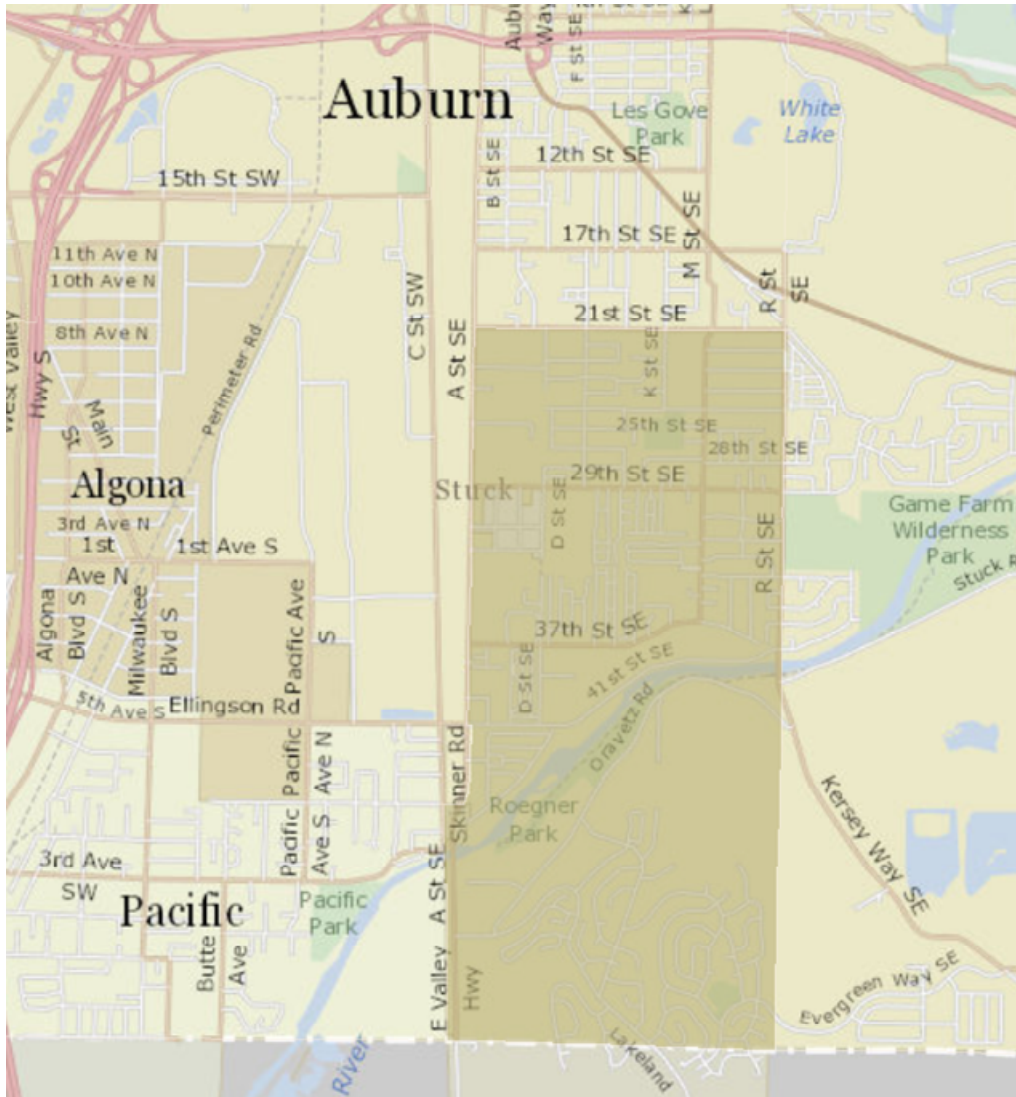 Aubu
Way
F St SE
Auburn
Les Gove
Park
White
Lake
12th St SE
B St SE
15th St SW
M St SE
17th St SE
R St
SE
11th Ave N
10th Ave N
8th Ave N
21st St SE
C St SW
A St SE
K St SE
West Valley
Hwy S
Perimeter Rd
Main
St
25th St SE
28th St SE
29th St SE
Algona
Stuck
D St SE
Game Farm
Wilderness
Park
3rd Ave N
1st
1st Ave S
R St SE
Stuck R
Ave N
Algona
Blvd S
Milwaukee
Blvd S
Pacific Ave
S
37th St SE
41st St SE
D St SE
5th Ave S
Ellingson Rd
Oravetz Rd
Pacific
Ave N
Skinner Rd
Roegner
Park
Kersey Way SE
Pacific
Ave S
3rd Ave
SW
A St SE
Pacific
Pacific
Park
Butte
Ave
E Valley
Hwy
Evergreen Way SE
River
Lakeland